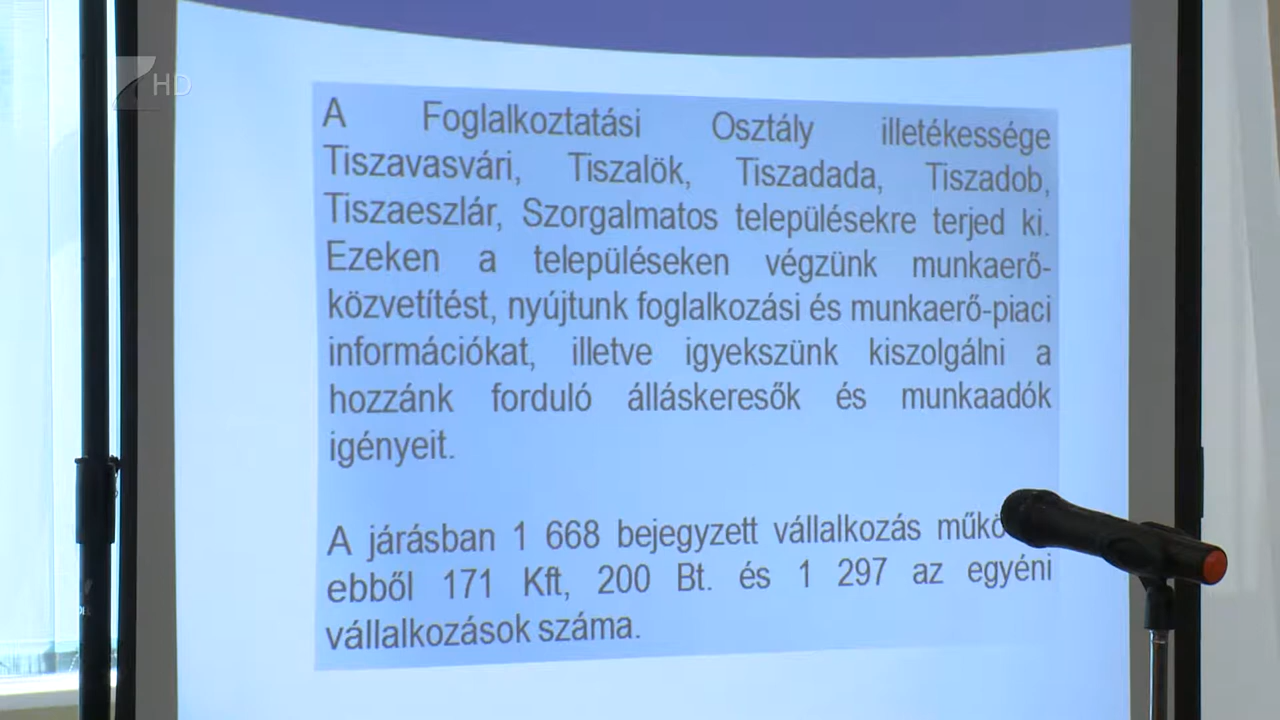 7 HD
A Foglalkoztatási Osztály illetékessége
Tiszavasvári, Tiszalök, Tiszadada, Tiszadob,
Tiszaeszlár, Szorgalmatos településekre terjed ki.
Ezeken a településeken végzünk munkaerő-
közvetítést, nyújtunk foglalkozási és munkaerő-piaci
információkat, illetve igyekszünk kiszolgálni a
hozzánk forduló álláskeresők és munkaadók
igényeit.
A járásban 1 668 bejegyzett vállalkozás
ebből 171 Kft, 200 Bt. és 1 297 az egyéni
vállalkozások száma.